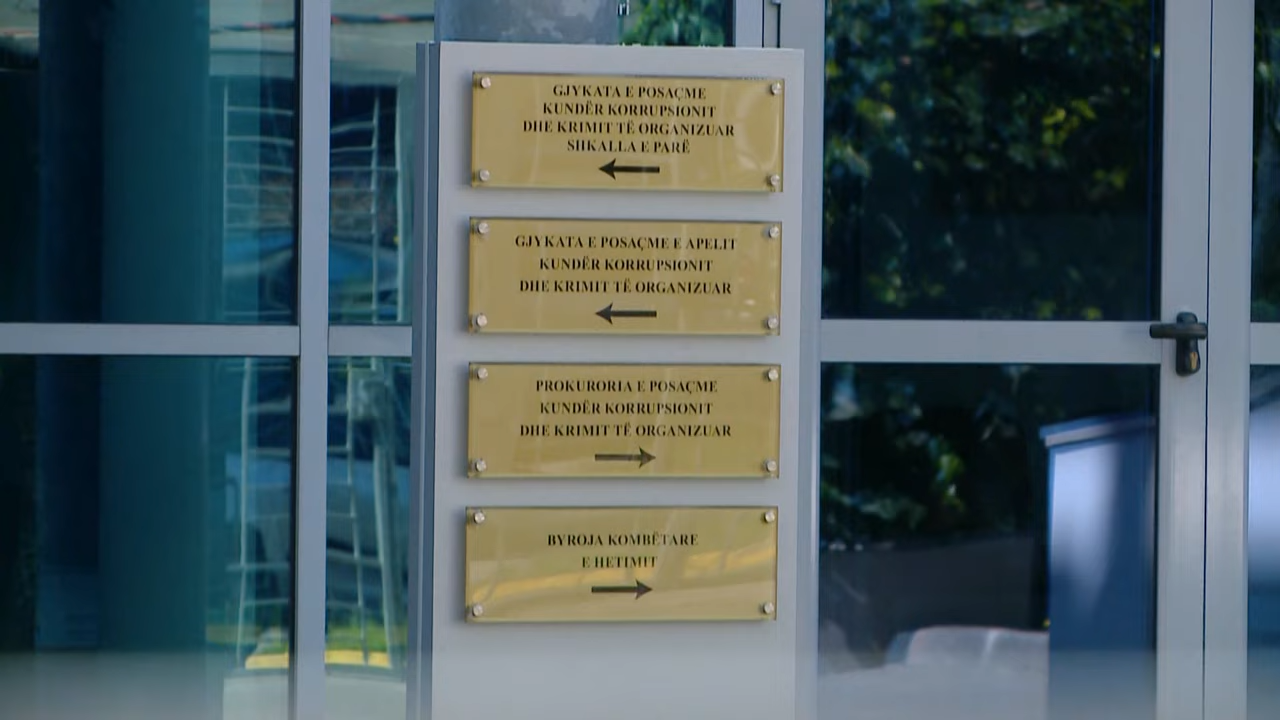 GJYKATA E POSAÇME
KUNDËR KORRUPSIONIT
DHE KRIMIT TË ORGANIZUAR
SHKALLA E PARË
GJYKATA E POSAÇME E APELIT
KUNDËR KORRUPSIONIT
DHE KRIMIT TË ORGANIZUAR
PROKURORIA E POSAÇME
KUNDËR KORRUPSIONIT
DHE KRIMIT TË ORGANIZUAR
BYROJA KOMBËTARE
E HETIMIT